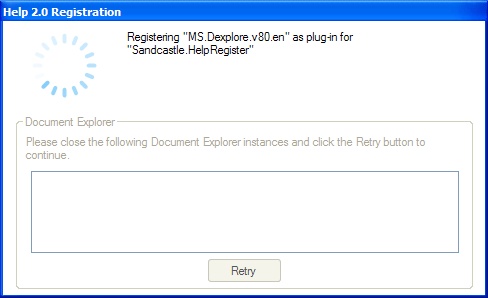 Help 2.0 Registration
Registering "MS.Dexplore.v80.en" as plug-in for
"Sandcastle.HelpRegister"
Document Explorer
Please close the following Document Explorer instances and click the Retry button to
continue.
Retry